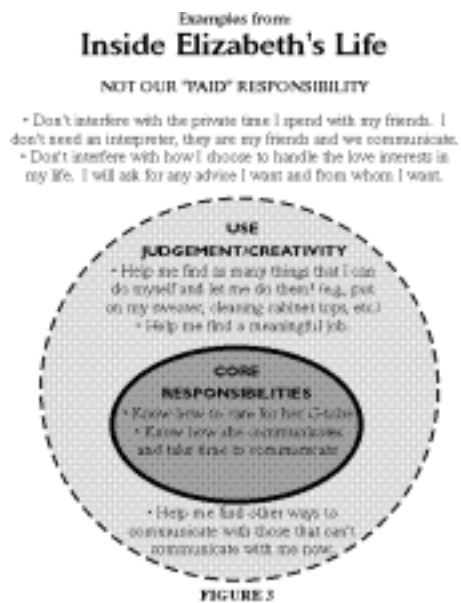 Examples from:
Inside Elizabeth's Life
NOT OUR "PAID" RESPONSIBILITY
• Don't interfere with the private time I spend with my friends. I
don't need an interpreter, they are my friends and we communicate.
• Don't interfere with how I choose to handle the love interests in
my life. I will ask for any advice I want and from whom I want.
USE
JUDGEMENT/CREATIVITY
• Help me find as many things that I can
do myself and let me do them! (e.g., put
on my sweater, cleaning cabinet tops, etc.)
• Help me find a meaningful job.
CORE
RESPONSIBILITIES
• Know how to care for her G-tube
• Know how she communicates
and take time to communicate
• Help me find other ways to
communicate with those that can't
communicate with me now.
FIGURE 3